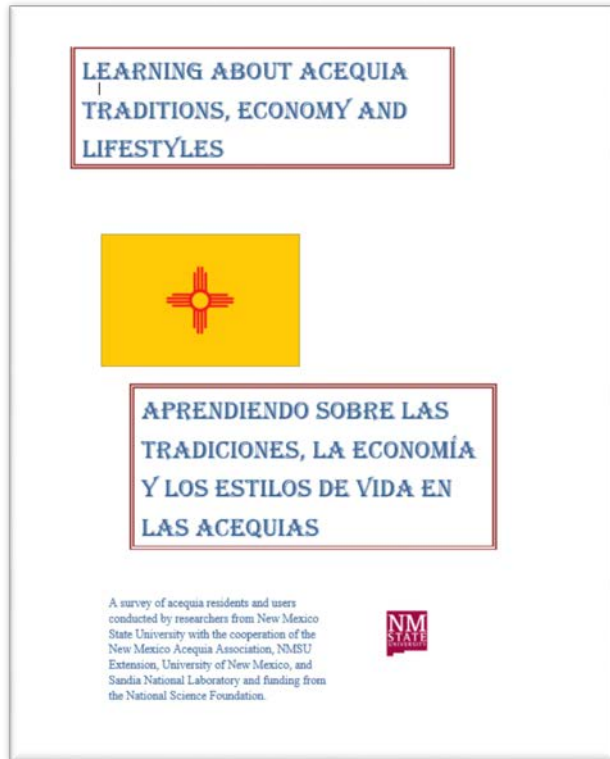 LEARNING ABOUT ACEQUIA
TRADITIONS, ECONOMY AND
LIFESTYLES
APRENDIENDO SOBRE LAS
TRADICIONES, LA ECONOMÍA
Y LOS ESTILOS DE VIDA EN
LAS ACEQUIAS
A survey of acequia residents and users
conducted by researchers from New Mexico
State University with the cooperation of the
New Mexico Acequia Association, NMSU
Extension, University of New Mexico, and
Sandia National Laboratory and funding from
the National Science Foundation.
NM
STATE
UNIVERSITY